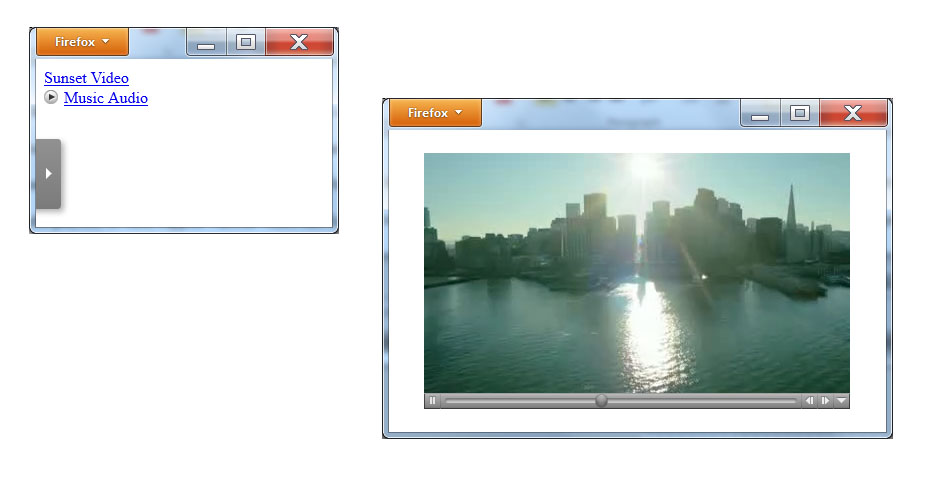 Firefox
Sunset Video
Music Audio
Firefox